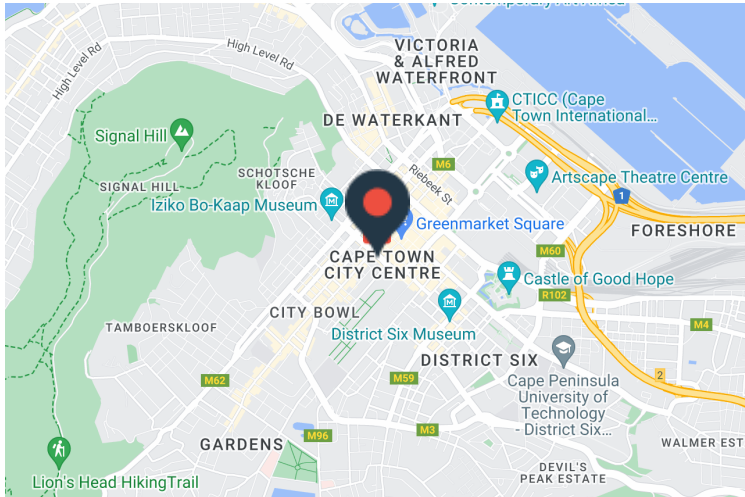 VICTORIA
& ALFRED
WATERFRONT
High Level Rd
High Level Rd
CTICC (Cape
Town International...
DE WATERKANT
Signal Hill
M6
SCHOTSCHE
KLOOF
Riebeek St
Artscape Theatre Centre
SIGNAL HILL
1
Iziko Bo-Kaap Museum
Greenmarket Square
FORESHORE
M60
CAPE TOWN
CITY CENTRE
Castle of Good Hope
R102
CITY BOWL
TAMBOERSKLOOF
District Six Museum
M4
DISTRICT SIX
M62
M59
2
Cape Peninsula
University of
Technology
- District Six...
M3
M96
GARDENS
WALMER EST
Lion's Head HikingTrail
DEVIL'S
PEAK ESTATE